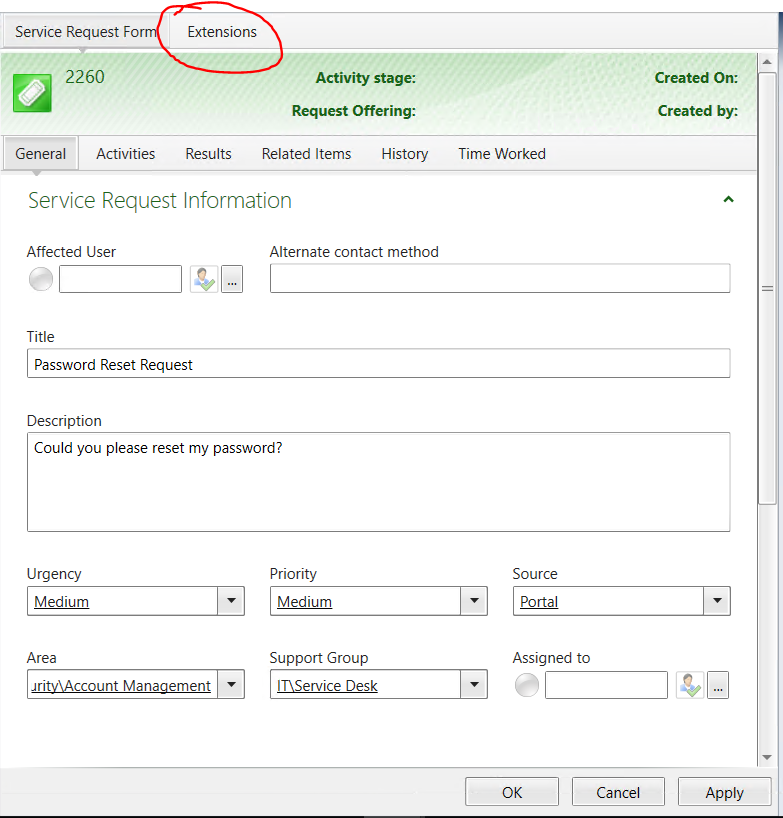 Service Request Form Extensions
2260
Activity stage: Created On:
Request Offering: Created by:
General Activities Results Related Items History Time Worked
Service Request Information
Affected User Alternate contact method
...
Title
Password Reset Request
Description
Could you please reset my password?
Urgency Priority Source
Medium Medium Portal
Area Support Group Assigned to
urity\Account Management IT\Service Desk ...
OK Cancel Apply